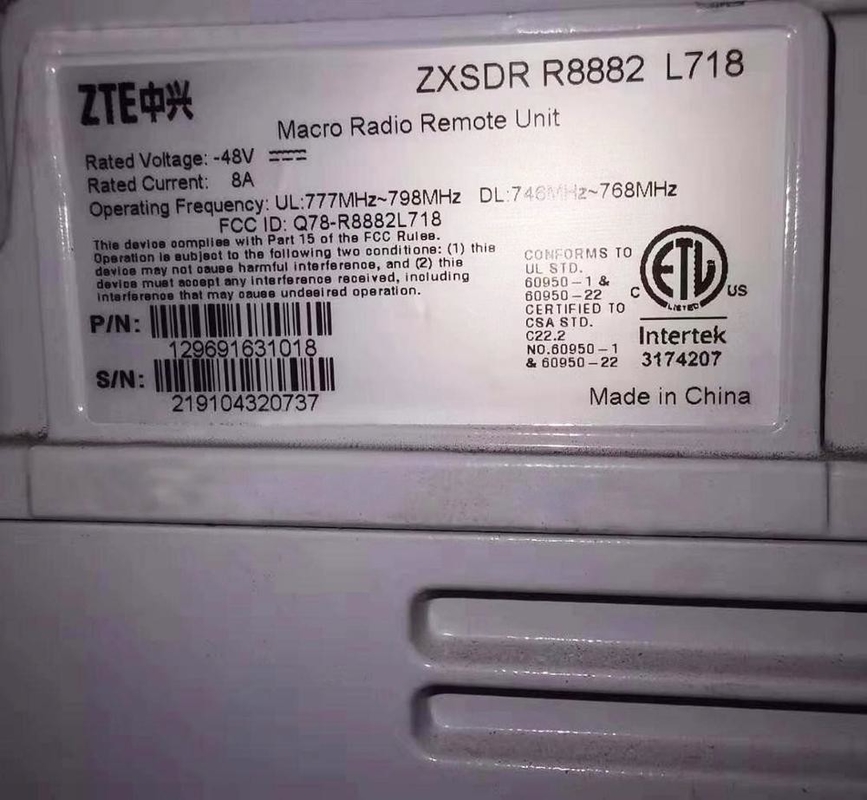 ZTE中兴
ZXSDR R8882 L718
Macro Radio Remote Unit
Rated Voltage: -48V
Rated Current: 8A
Operating Frequency: UL:777MHz~798MHz DL:746MHz~768MHz
FCC ID: Q78-R8882L718
This device complies with Part 15 of the FCC Rules.
Operation is subject to the following two conditions: (1) this
device may not cause harmful interference, and (2) this
device must accept any interference received, including
interference that may cause undesired operation.
P/N:
129691631018
S/N:
219104320737
CONFORMS TO
UL STD.
60950-1 &
60950-22
CERTIFIED TO
CSA STD.
C22.2
NO.60950-1
& 60950-22
ETL
C US
LISTED
Intertek
3174207
Made in China